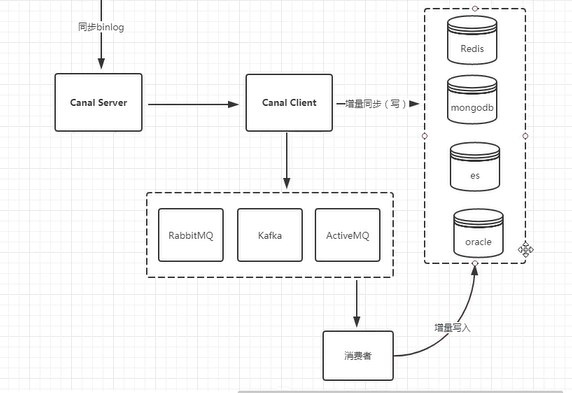 同步binlog
Canal Server
Canal Client
增量同步（写）
Redis
mongodb
es
oracle
RabbitMQ
Kafka
ActiveMQ
消费者
增量写入